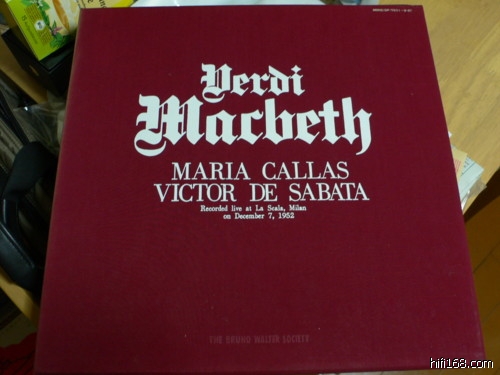 Verdi
Macbeth
MARIA CALLAS
VICTOR DE SABATA
Recorded live at La Scala, Milan
on December 7, 1952
THE BRUNO WALTER SOCIETY
hifi168.com